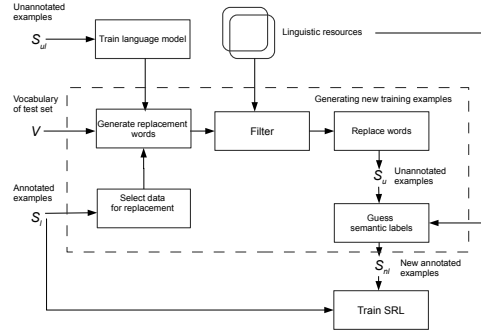 Unannotated
examples
S_ul
Train language model
Linguistic resources
Vocabulary
of test set
V
Generating new training examples
Generate replacement
words
Filter
Replace words
S_u
Unannotated
examples
Annotated
examples
S_l
Select data
for replacement
Guess
semantic labels
S_nl
New annotated
examples
Train SRL